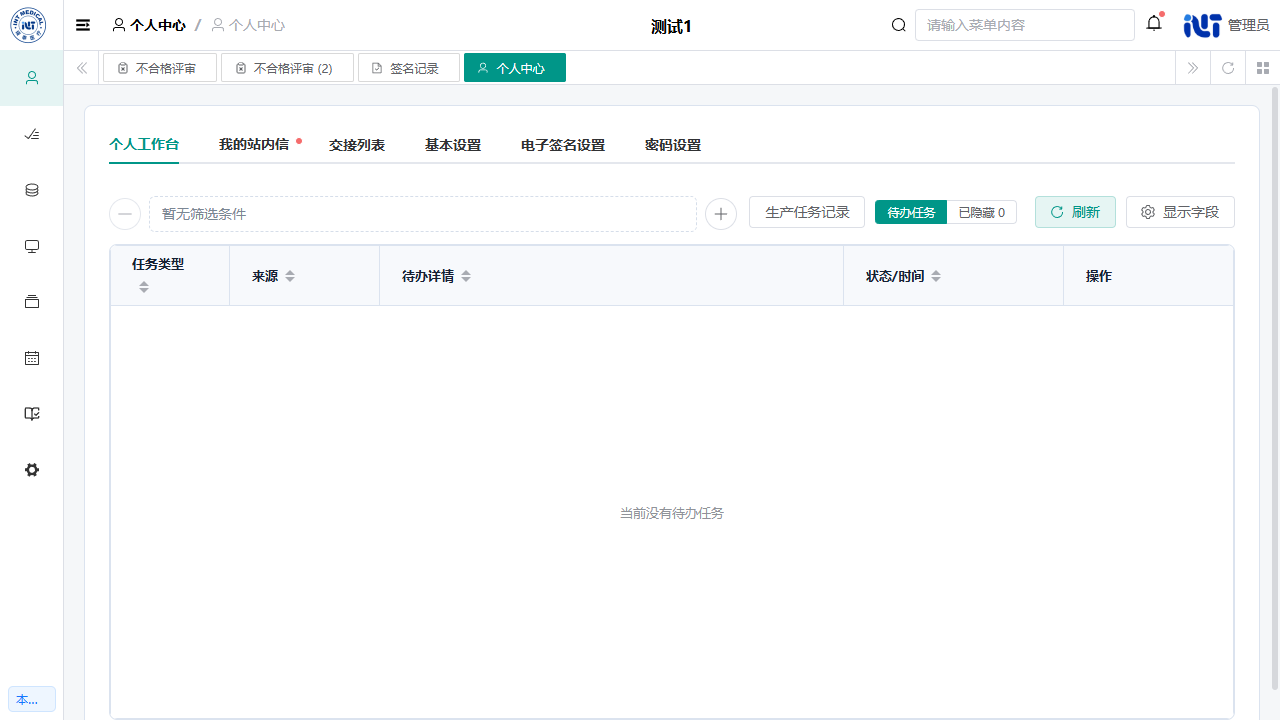 INT MEDICAL
个人中心 / 个人中心
测试1
请输入菜单内容
iNT 管理员
不合格评审
不合格评审 (2)
签名记录
个人中心
个人工作台
我的站内信
交接列表
基本设置
电子签名设置
密码设置
暂无筛选条件
生产任务记录
待办任务
已隐藏 0
刷新
显示字段
任务类型
来源
待办详情
状态/时间
操作
当前没有待办任务
本...